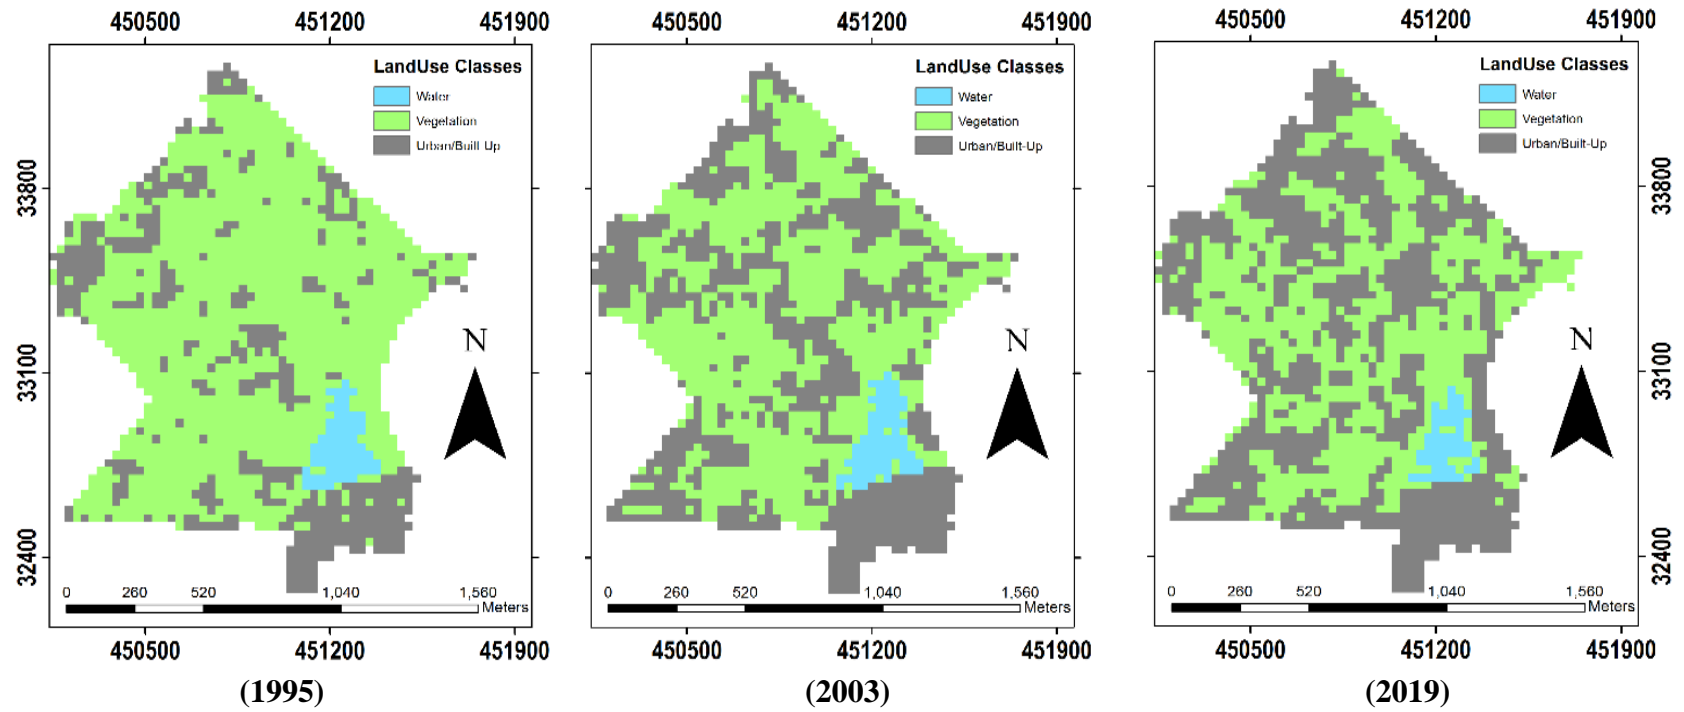 450500 451200 451900
LandUse Classes
Water
Vegetation
Urban/Built-Up
33800
33100
32400
N
0 260 520 1,040 1,560
Meters
450500 451200 451900
(1995)
450500 451200 451900
LandUse Classes
Water
Vegetation
Urban/Built-Up
N
0 260 520 1,040 1,560
Meters
450500 451200 451900
(2003)
450500 451200 451900
LandUse Classes
Water
Vegetation
Urban/Built-Up
33800
33100
32400
N
0 260 520 1,040 1,560
Meters
450500 451200 451900
(2019)